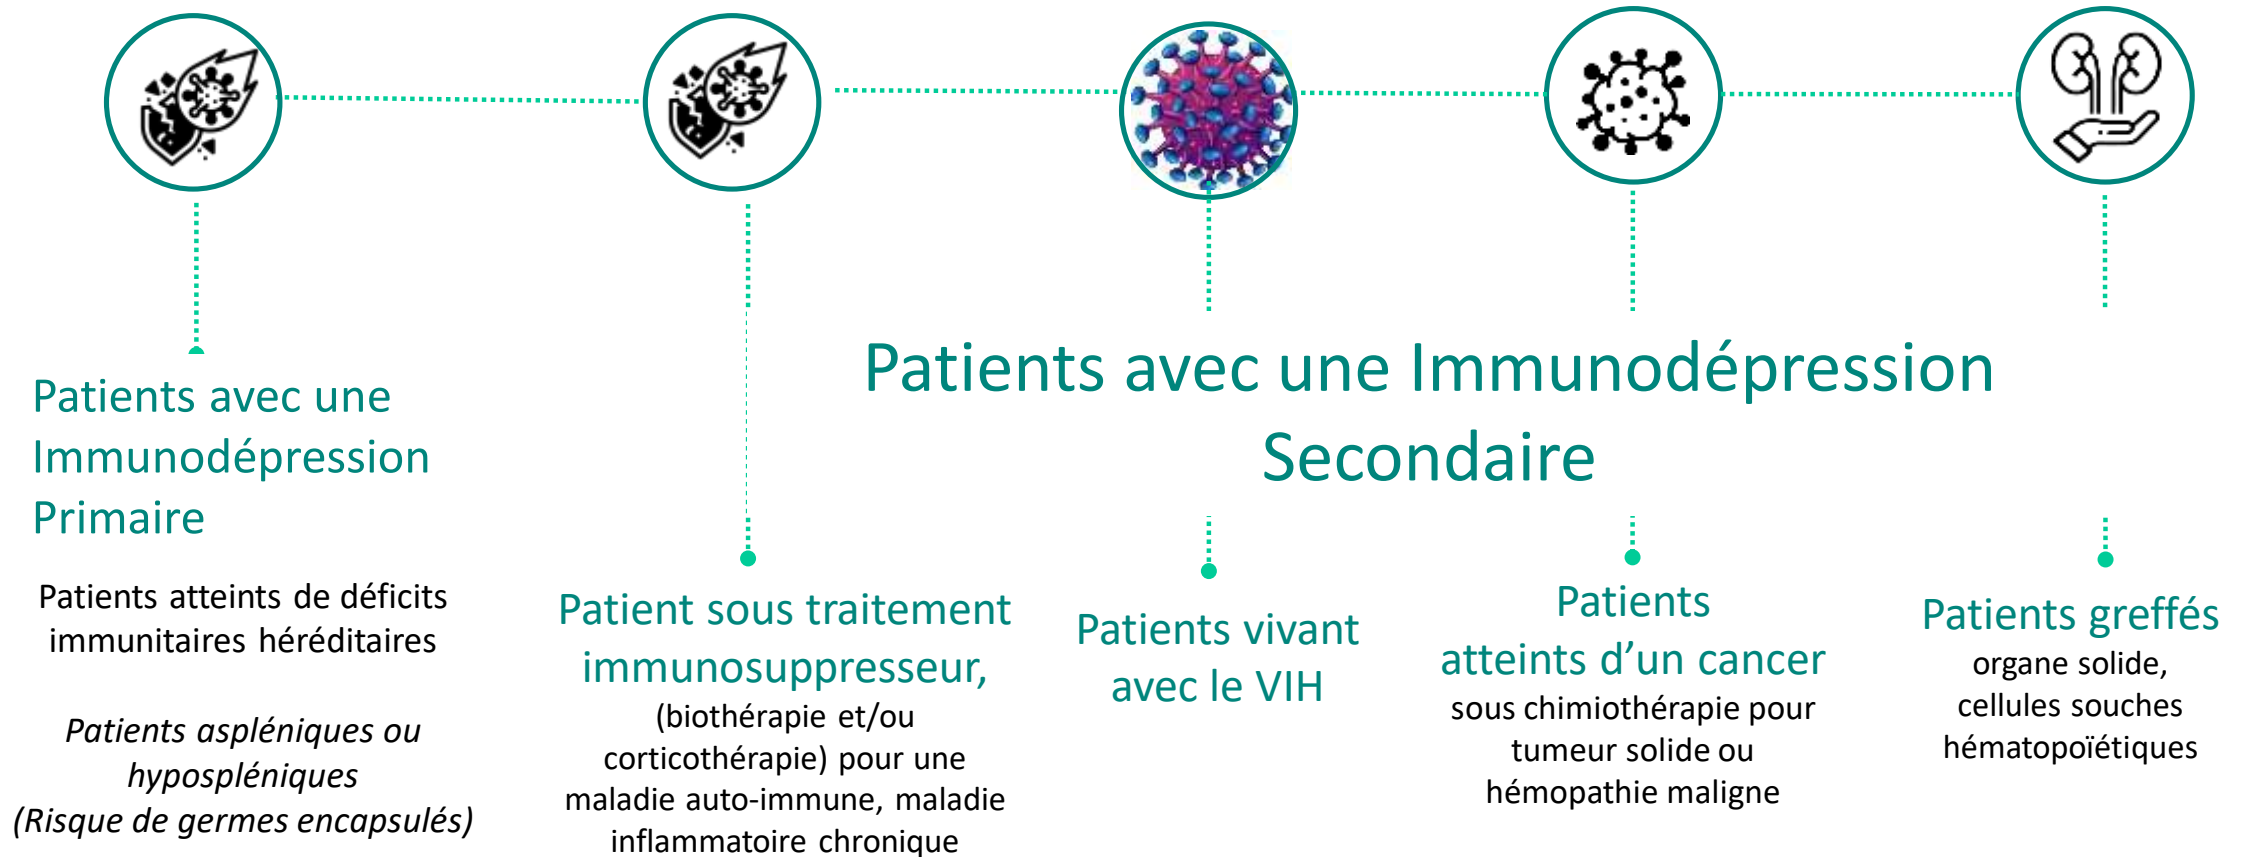 Patients avec une
Immunodépression
Primaire
Patients atteints de déficits
immunitaires héréditaires
Patients aspléniques ou
hypospléniques
(Risque de germes encapsulés)
Patients avec une Immunodépression
Secondaire
Patient sous traitement
immunosuppresseur,
(biothérapie et/ou
corticothérapie) pour une
maladie auto-immune, maladie
inflammatoire chronique
Patients vivant
avec le VIH
Patients
atteints d’un cancer
sous chimiothérapie pour
tumeur solide ou
hémopathie maligne
Patients greffés
organe solide,
cellules souches
hématopoïétiques